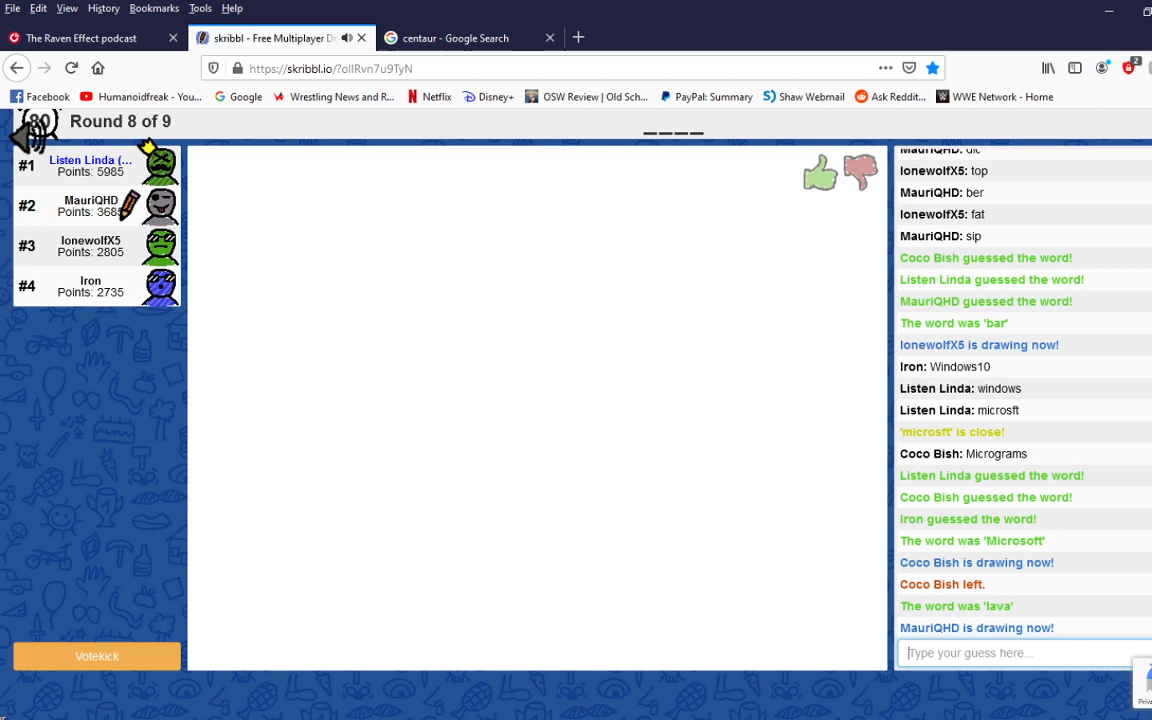 File Edit View History Bookmarks Tools Help
The Raven Effect podcast
skribbl - Free Multiplayer D
centaur - Google Search
https://skribbl.io/?olIRvn7u9TyN
2
Facebook Humanoidfreak - You... Google Wrestling News and R... Netflix Disney+ OSW Review | Old Sch... PayPal: Summary Shaw Webmail Ask Reddit... WWE Network - Home
80 Round 8 of 9 _ _ _ _
#1 Listen Linda (...
Points: 5985
#2 MauriQHD
Points: 3685
#3 lonewolfX5
Points: 2805
#4 Iron
Points: 2735
Votekick
lonewolfX5: top
MauriQHD: ber
lonewolfX5: fat
MauriQHD: sip
Coco Bish guessed the word!
Listen Linda guessed the word!
MauriQHD guessed the word!
The word was 'bar'
lonewolfX5 is drawing now!
Iron: Windows10
Listen Linda: windows
Listen Linda: microsft
'microsft' is close!
Coco Bish: Micrograms
Listen Linda guessed the word!
Coco Bish guessed the word!
Iron guessed the word!
The word was 'Microsoft'
Coco Bish is drawing now!
Coco Bish left.
The word was 'lava'
MauriQHD is drawing now!
Type your guess here...